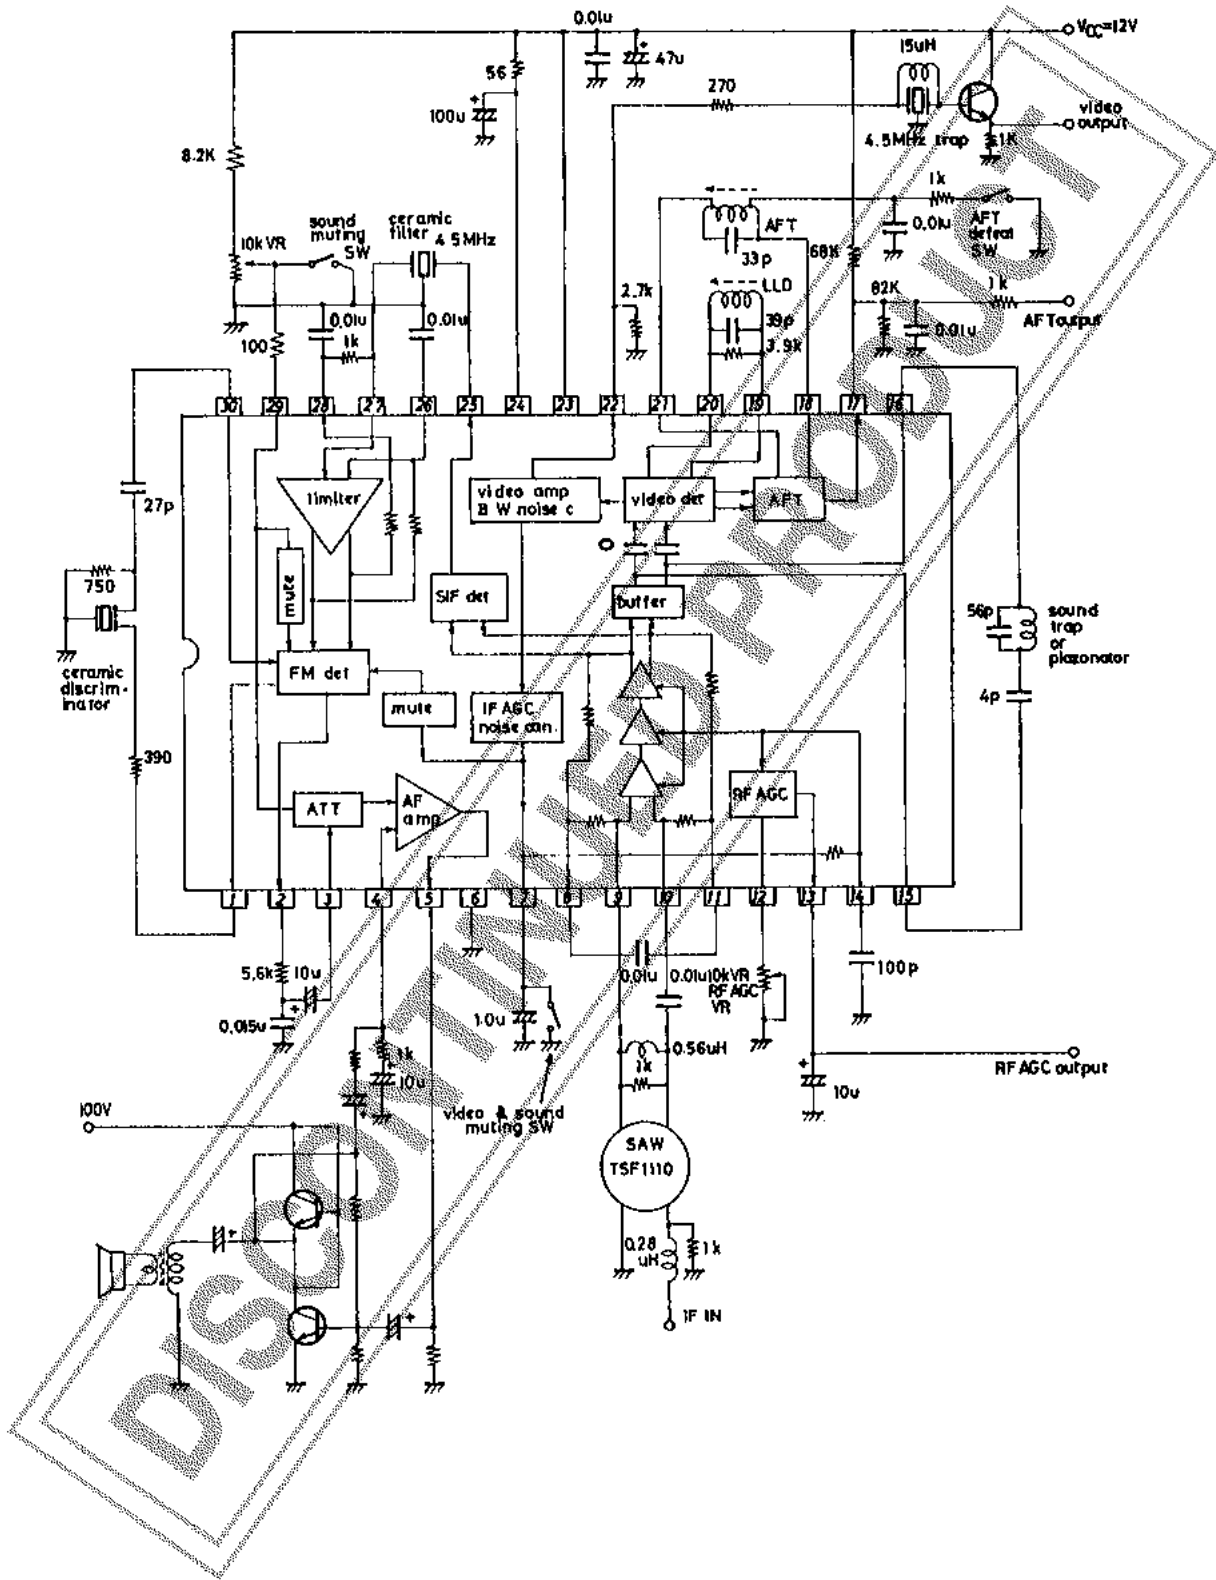 0.01u
VCC=12V
15uH
56
47u
270
100u
video
output
4.5MHz trap
1K
8.2K
1k
sound
muting
SW
ceramic
filter
4.5MHz
AFT
0.01u
AFT
defeat
SW
10kVR
33p
68K
LLD
2.7k
82K
1k
39p
AFToutput
0.01u
0.01u
0.01u
100
1k
3.9k
30
29
28
27
26
25
24
23
22
21
20
19
18
17
16
limiter
video amp
B W noise c
video det
AFT
27p
750
mute
SIF det
buffer
56p
sound
trap
or
plazonator
ceramic
discrim-
inator
FM det
4p
mute
IF AGC
noise can.
390
RF AGC
ATT
AF
amp
1
2
3
4
5
6
7
8
9
10
11
12
13
14
15
5.6k
10u
0.01u
0.01u
10kVR
RF AGC
VR
100p
0.015u
1.0u
1k
10u
0.56uH
1k
RF AGC output
10u
100V
video & sound
muting SW
SAW
TSF1110
0.28
uH
1k
IF IN
DISCONTINUED PRODUCT